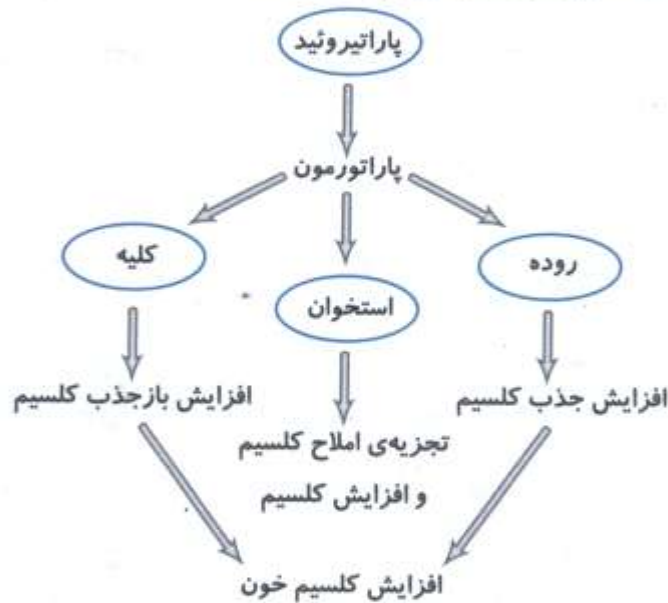 پاراتیروئید
پاراتورمون
روده
استخوان
کلیه
افزایش جذب کلسیم
تجزیه‌ی املاح کلسیم
و افزایش کلسیم
افزایش بازجذب کلسیم
افزایش کلسیم خون